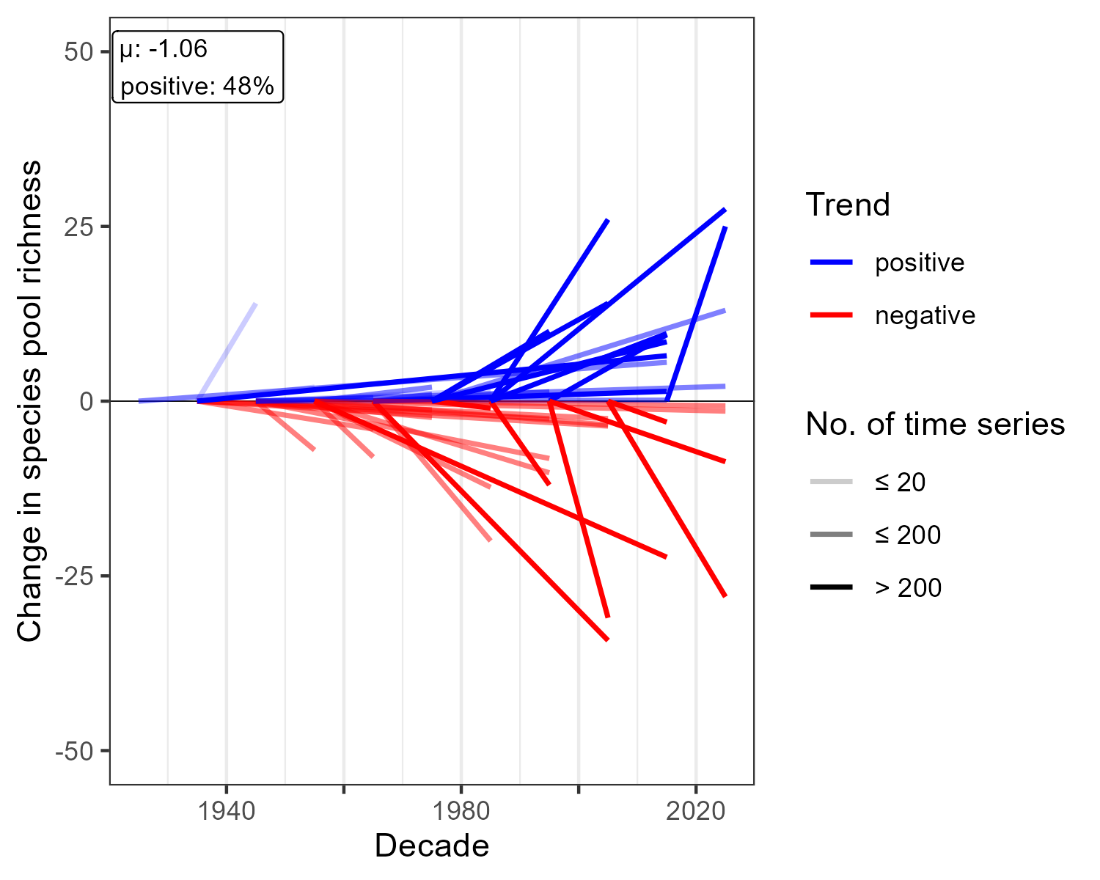 μ: -1.06
positive: 48%
50
25
0
-25
-50
Change in species pool richness
1940
1980
2020
Decade
Trend
positive
negative
No. of time series
≤ 20
≤ 200
> 200